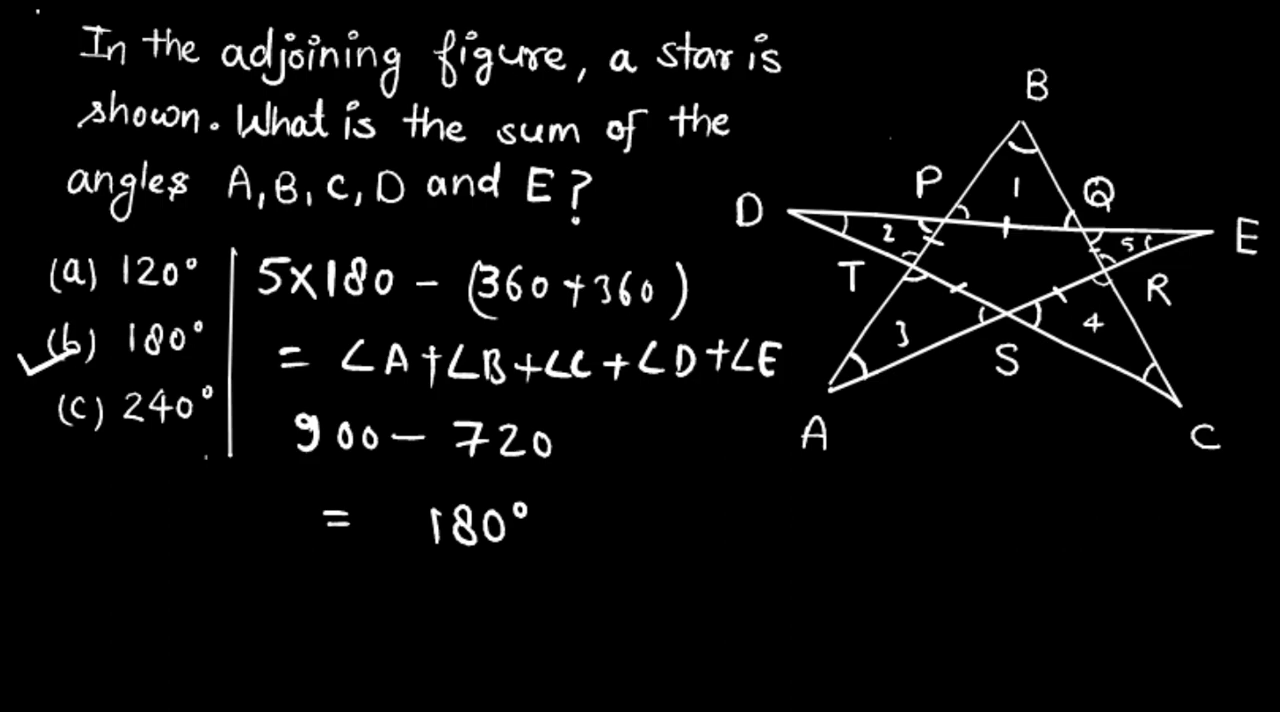 In the adjoining figure, a star is
shown. What is the sum of the
angles A, B, C, D and E?
(a) 120°
(b) 180°
(c) 240°
5×180 - (360+360)
= ∠A+∠B+∠C+∠D+∠E
900 - 720
= 180°
B
P
1
Q
D
2
5
E
T
R
3
4
S
A
C